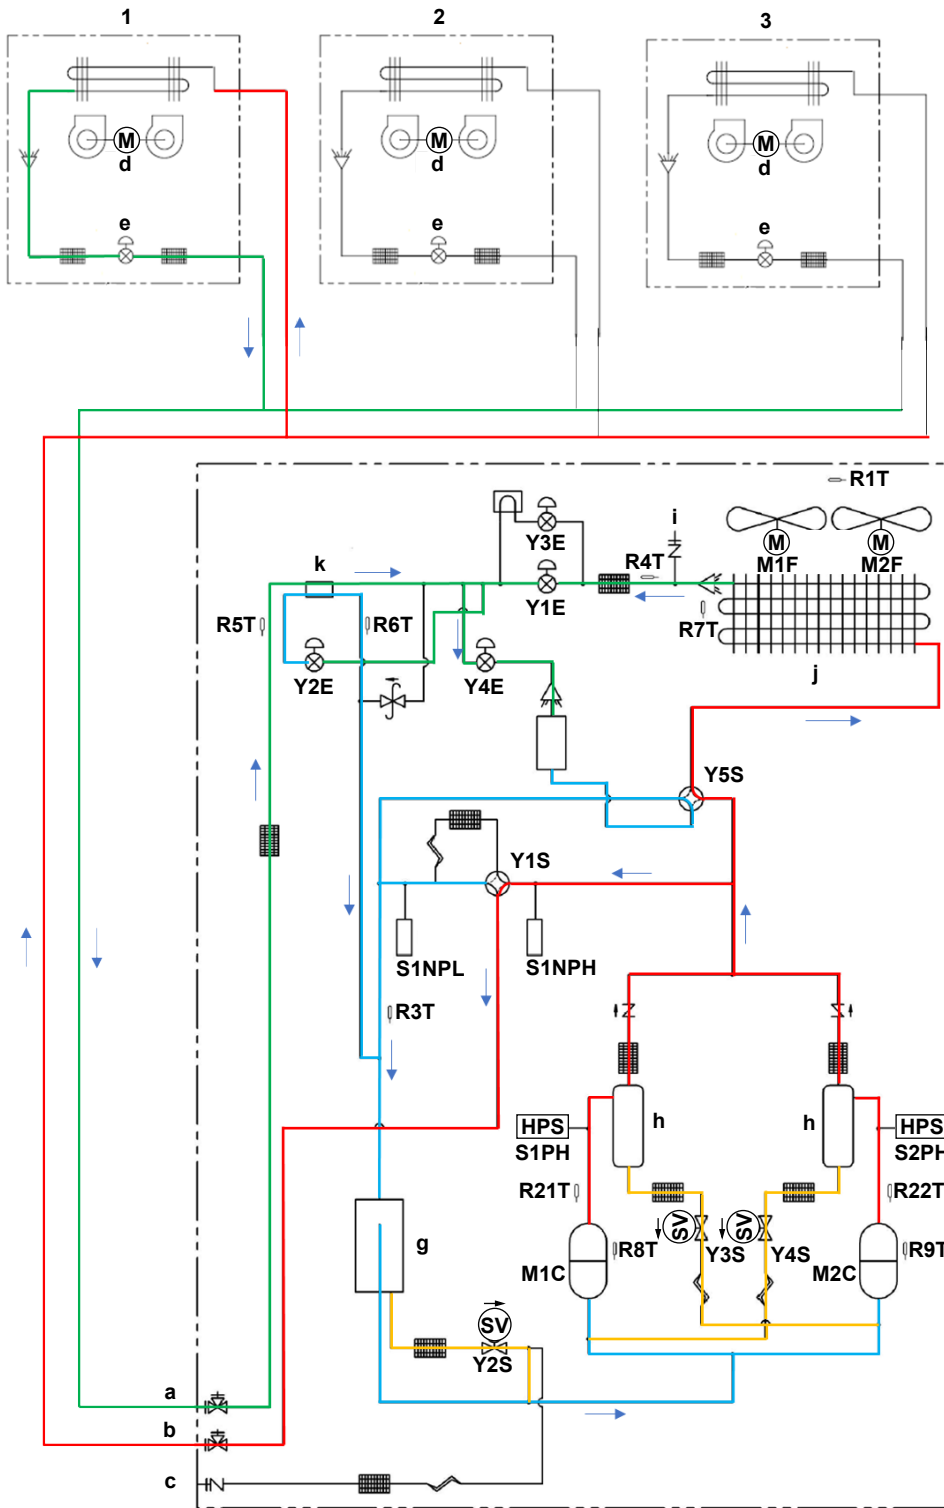 1
2
3
M
d
M
d
M
d
e
e
e
R1T
i
Y3E
M
M
M1F
M2F
k
R4T
Y1E
R5T
R6T
R7T
Y2E
Y4E
j
Y5S
Y1S
S1NPL
S1NPH
R3T
HPS
h
h
HPS
S1PH
S2PH
R21T
R22T
SV
SV
g
R8T
Y3S
Y4S
R9T
M1C
M2C
SV
Y2S
a
b
c